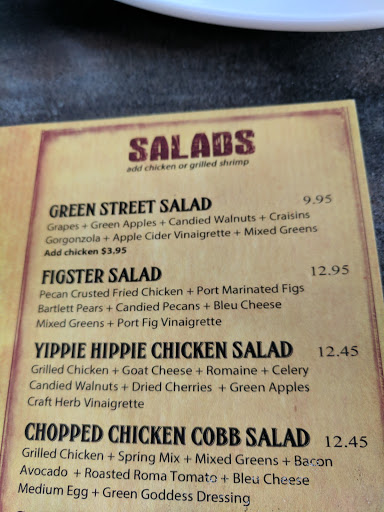 SALADS
add chicken or grilled shrimp
GREEN STREET SALAD 9.95
Grapes + Green Apples + Candied Walnuts + Craisins
Gorgonzola + Apple Cider Vinaigrette + Mixed Greens
Add chicken $3.95
FIGSTER SALAD 12.95
Pecan Crusted Fried Chicken + Port Marinated Figs
Bartlett Pears + Candied Pecans + Bleu Cheese
Mixed Greens + Port Fig Vinaigrette
YIPPIE HIPPIE CHICKEN SALAD 12.45
Grilled Chicken + Goat Cheese + Romaine + Celery
Candied Walnuts + Dried Cherries + Green Apples
Craft Herb Vinaigrette
CHOPPED CHICKEN COBB SALAD 12.45
Grilled Chicken + Spring Mix + Mixed Greens + Bacon
Avocado + Roasted Roma Tomato + Bleu Cheese
Medium Egg + Green Goddess Dressing